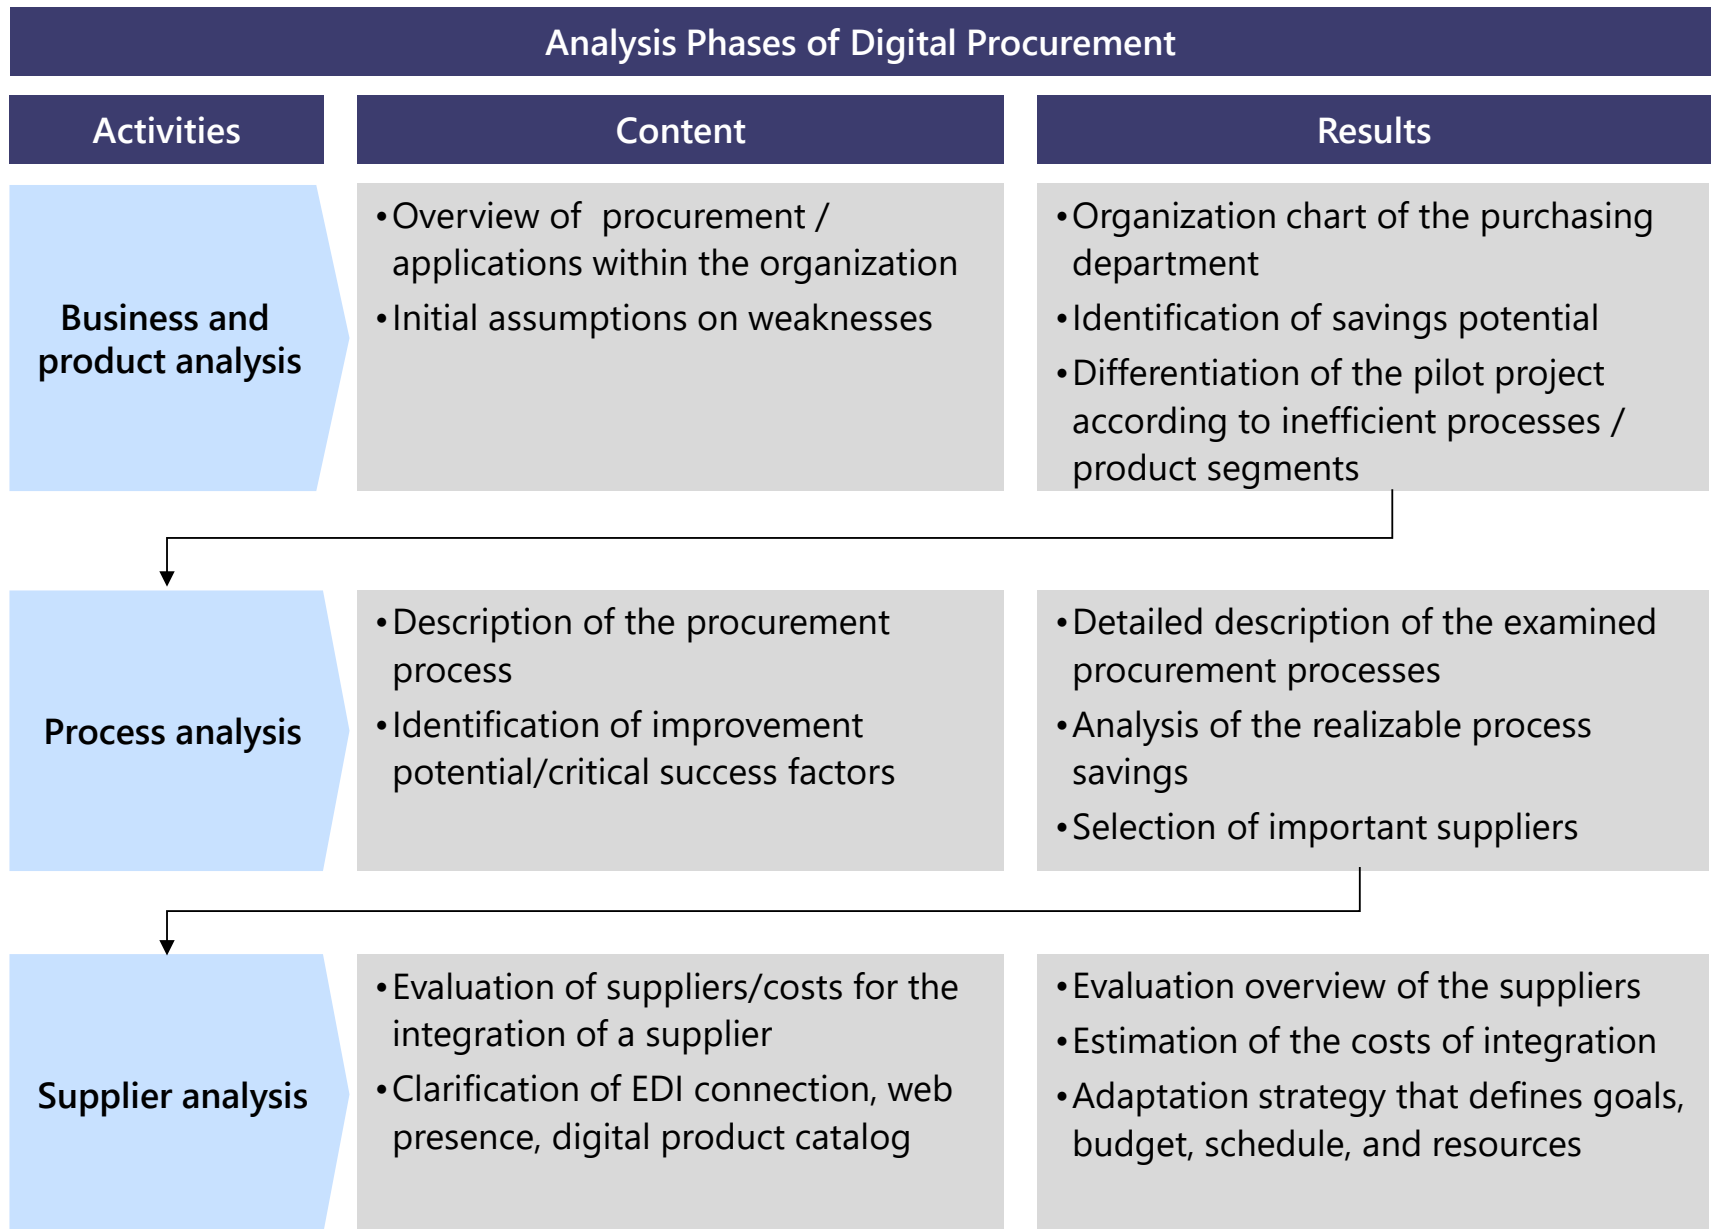 Analysis Phases of Digital Procurement
Activities
Content
Results
Business and
product analysis
•Overview of  procurement /
applications within the organization
•Initial assumptions on weaknesses
•Organization chart of the purchasing
department
•Identification of savings potential
•Differentiation of the pilot project
according to inefficient processes /
product segments
Process analysis
•Description of the procurement
process
•Identification of improvement
potential/critical success factors
•Detailed description of the examined
procurement processes
•Analysis of the realizable process
savings
•Selection of important suppliers
Supplier analysis
•Evaluation of suppliers/costs for the
integration of a supplier
•Clarification of EDI connection, web
presence, digital product catalog
•Evaluation overview of the suppliers
•Estimation of the costs of integration
•Adaptation strategy that defines goals,
budget, schedule, and resources